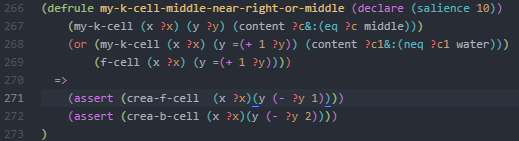 266 (defrule my-k-cell-middle-near-right-or-middle (declare (salience 10))
267 (my-k-cell (x ?x) (y ?y) (content ?c&:(eq ?c middle)))
268 (or (my-k-cell (x ?x) (y =(+ 1 ?y)) (content ?c1&:(neq ?c1 water)))
269 (f-cell (x ?x) (y =(+ 1 ?y))))
270 =>
271 (assert (crea-f-cell (x ?x)(y (- ?y 1))))
272 (assert (crea-b-cell (x ?x)(y (- ?y 2))))
273 )